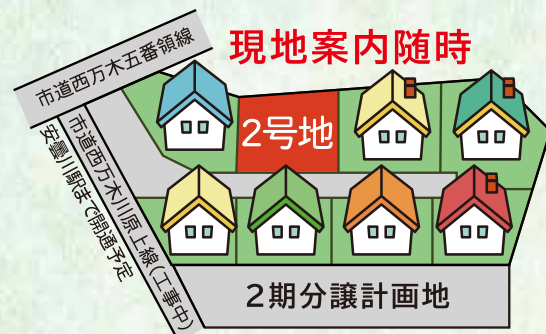 現地案内随時
市道西万木五番領線
2号地
市道西万木川原上線(工事中)
安曇川駅まで開通予定
2期分譲計画地